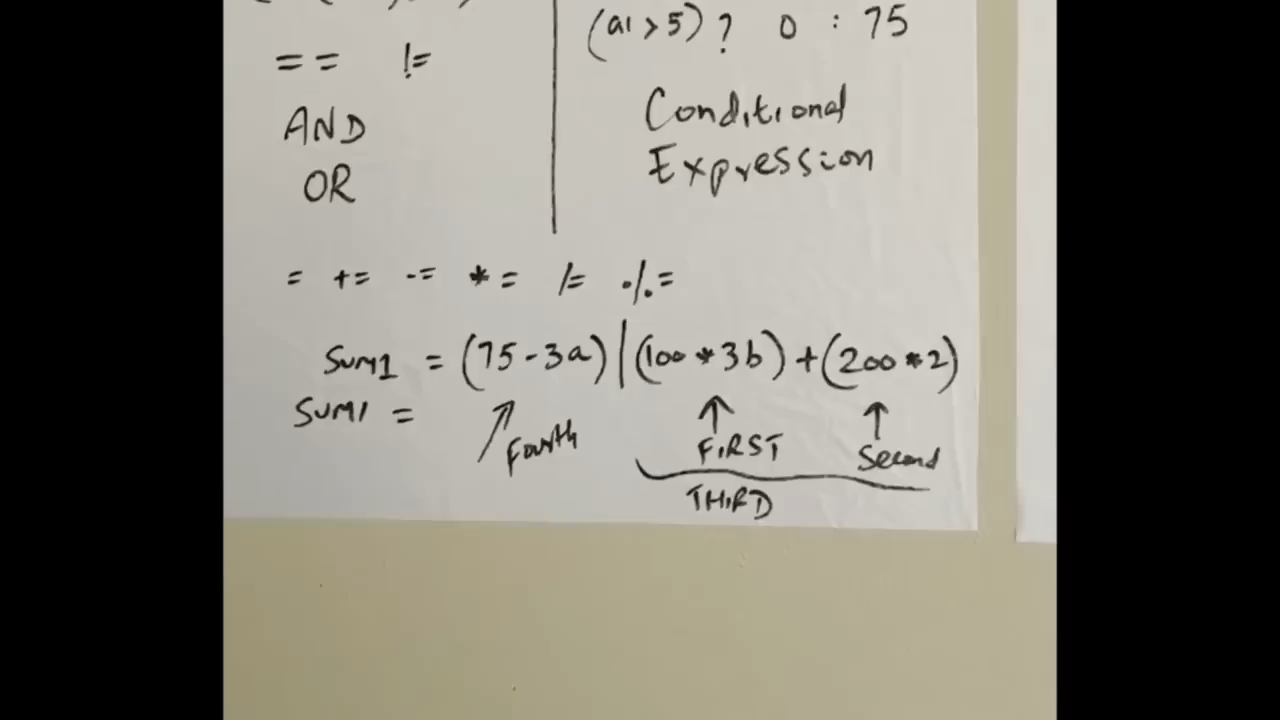 (a1 > 5) ? 0 : 75
== !=
AND
OR
Conditional
Expression
= += -= *= /= %=
SUM1 = (75-3a) | (100 * 3b) + (200 * 2)
SUM1 =
Fourth
FIRST
Second
THIRD